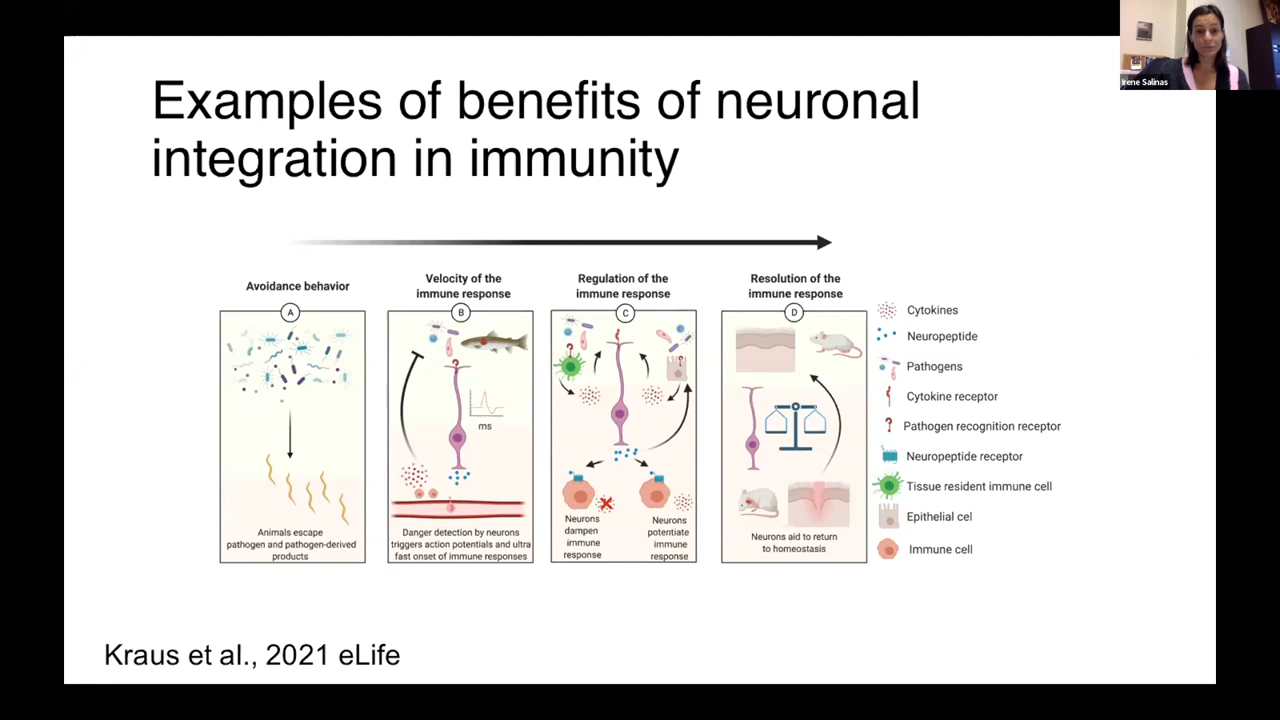 Irene Salinas
Examples of benefits of neuronal
integration in immunity
Avoidance behavior
Velocity of the
immune response
Regulation of the
immune response
Resolution of the
immune response
A
B
C
D
ms
Animals escape
pathogen and pathogen-derived
products
Danger detection by neurons
triggers action potentials and ultra
fast onset of immune responses
Neurons
dampen
immune
response
Neurons
potentiate
immune
response
Neurons aid to return
to homeostasis
Cytokines
Neuropeptide
Pathogens
Cytokine receptor
Pathogen recognition receptor
Neuropeptide receptor
Tissue resident immune cell
Epithelial cel
Immune cell
Kraus et al., 2021 eLife